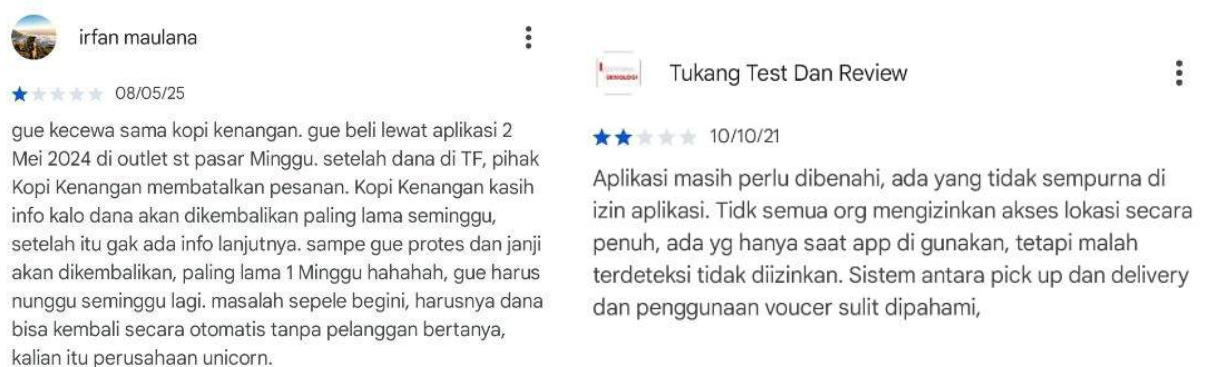 irfan maulana
08/05/25
gue kecewa sama kopi kenangan. gue beli lewat aplikasi 2
Mei 2024 di outlet st pasar Minggu. setelah dana di TF, pihak
Kopi Kenangan membatalkan pesanan. Kopi Kenangan kasih
info kalo dana akan dikembalikan paling lama seminggu,
setelah itu gak ada info lanjutnya. sampe gue protes dan janji
akan dikembalikan, paling lama 1 Minggu hahahah, gue harus
nunggu seminggu lagi. masalah sepele begini, harusnya dana
bisa kembali secara otomatis tanpa pelanggan bertanya,
kalian itu perusahaan unicorn.
Tukang Test Dan Review
10/10/21
Aplikasi masih perlu dibenahi, ada yang tidak sempurna di
izin aplikasi. Tidk semua org mengizinkan akses lokasi secara
penuh, ada yg hanya saat app di gunakan, tetapi malah
terdeteksi tidak diizinkan. Sistem antara pick up dan delivery
dan penggunaan voucer sulit dipahami,